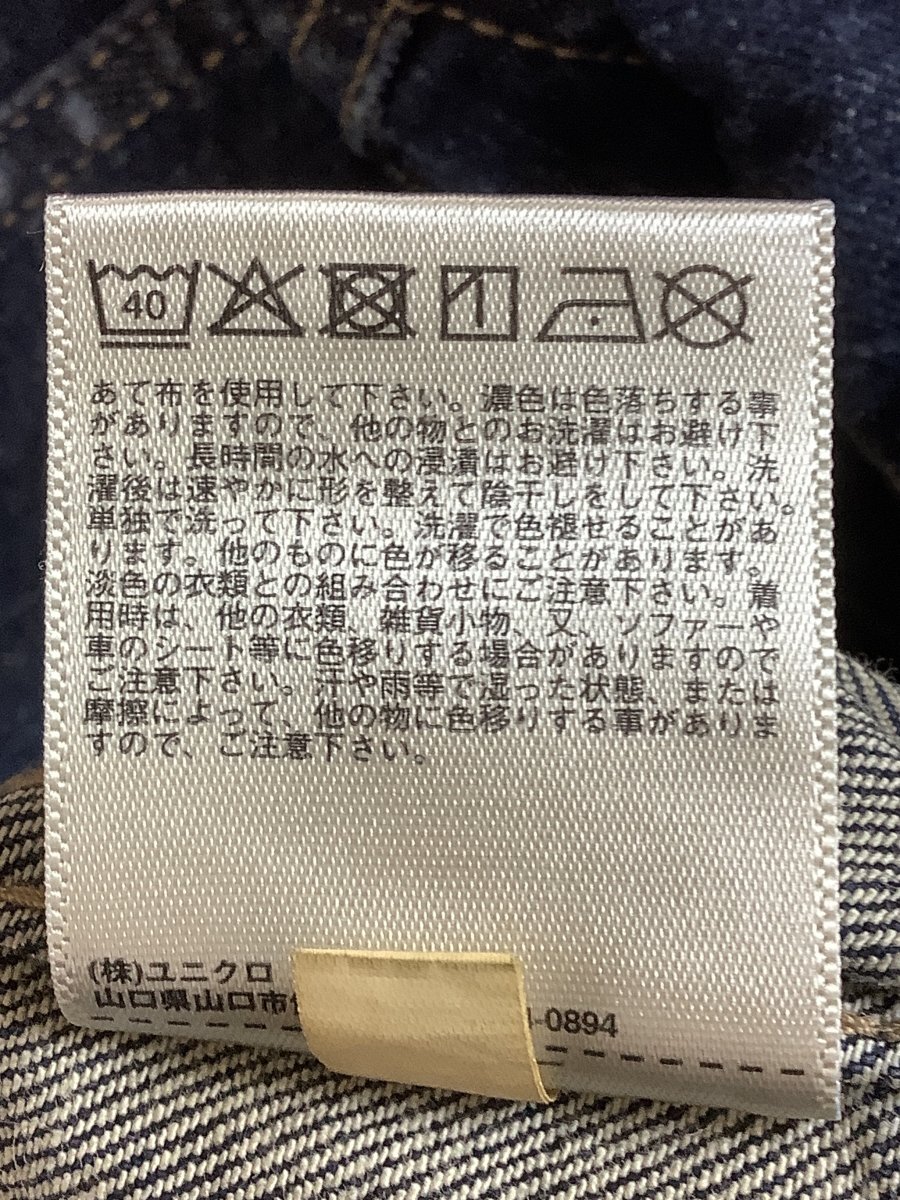 40
あて布を使用して下さい。濃色は色落ちする事
がありますので、他の物とのお洗濯はお避け下
さい。長時間の水への浸漬はお避け下さい。洗
濯後は速やかに形を整えて陰干しをして下さい。
単独で洗って下さい。洗濯で色褪せることがあ
ります。他のものに色が移ることがあります。
淡色の衣類との組み合わせにご注意下さい。着
用時は、他の衣類、雑貨小物、又、ソファーや
車のシート等に色移りする場合がありますので
ご注意下さい。汗や雨等で湿った状態、または
摩擦によって、他の物に色移りする事がありま
すので、ご注意下さい。
(株)ユニクロ
山口県山口市 -0894